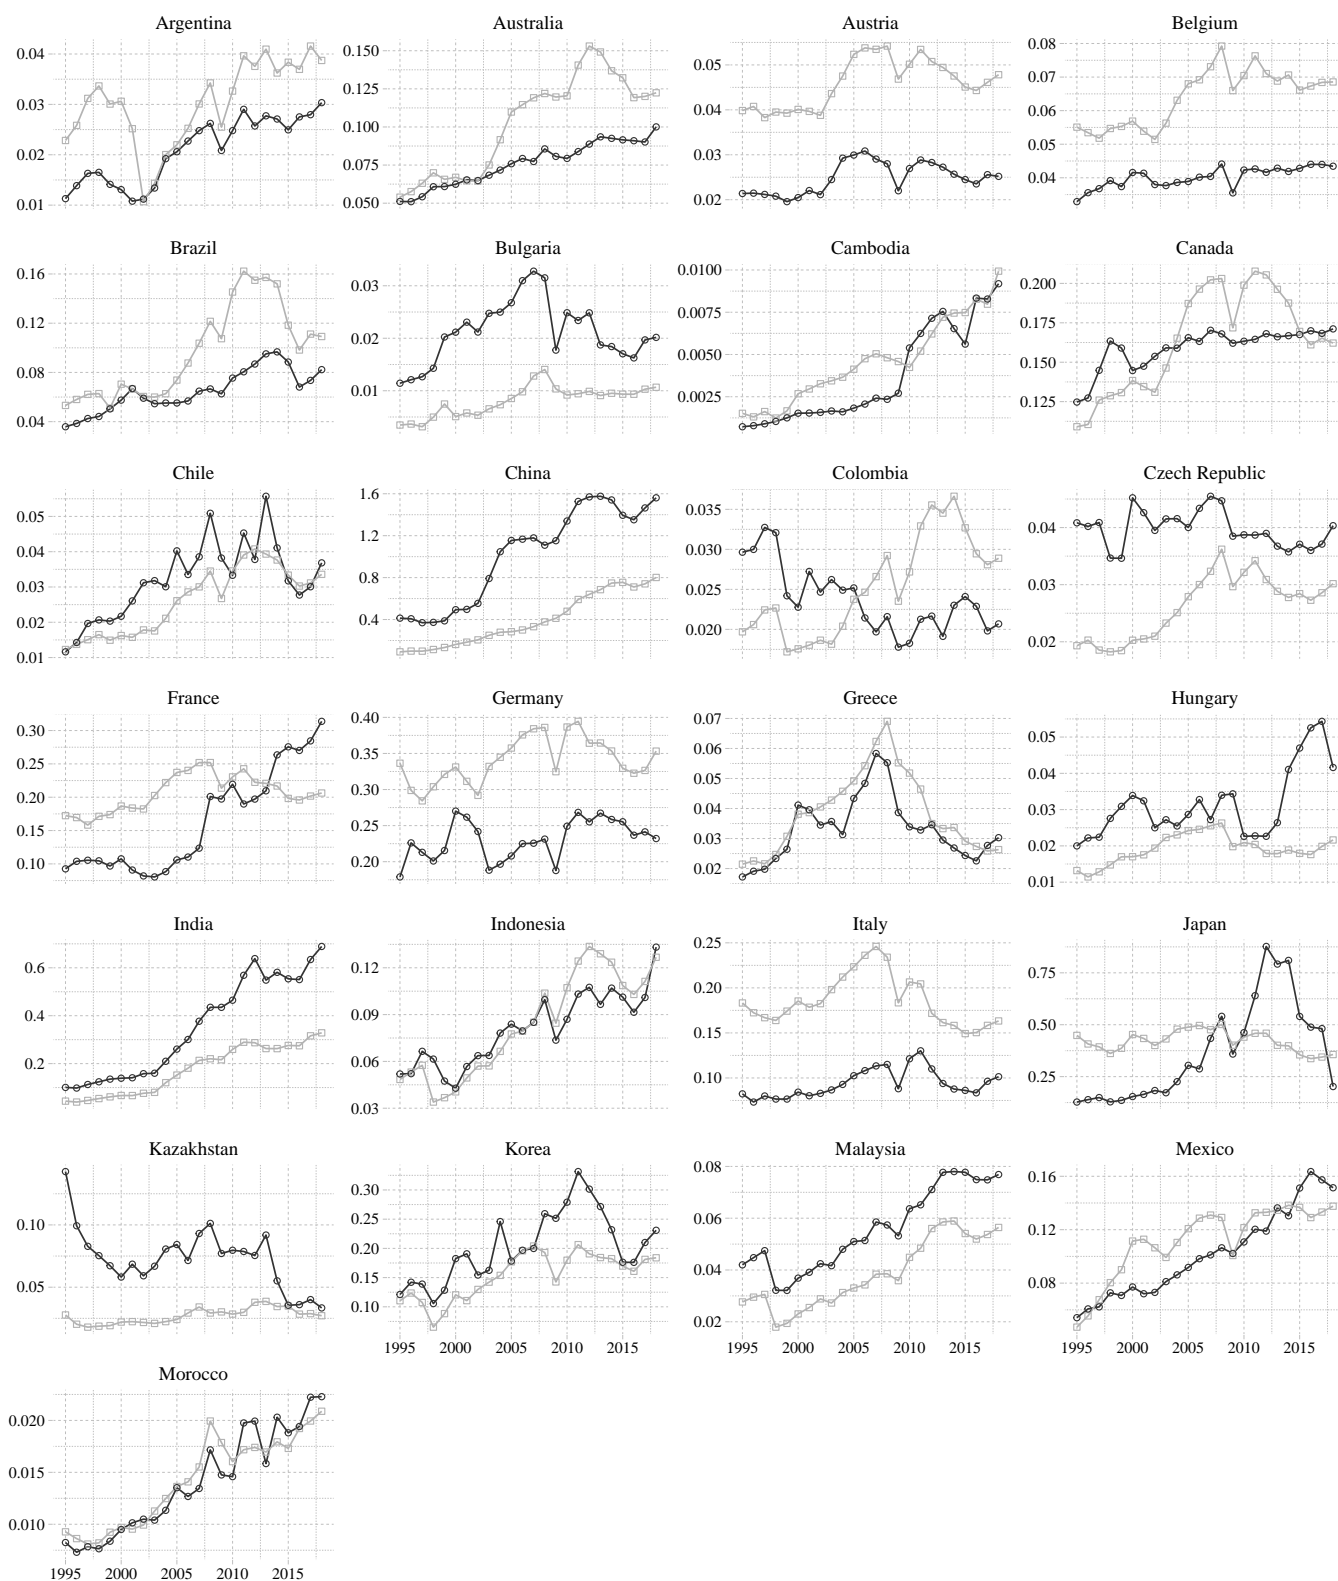 Argentina Australia Austria Belgium
0.04 0.03 0.02 0.01
0.150 0.100 0.075 0.050
0.05 0.04 0.03 0.02
0.08 0.07 0.06 0.05 0.04
Brazil Bulgaria Cambodia Canada
0.16 0.12 0.08 0.04
0.03 0.02 0.01
0.0100 0.0075 0.0050 0.0025
0.200 0.175 0.150 0.125
Chile China Colombia Czech Republic
0.05 0.04 0.03 0.02 0.01
1.6 1.2 0.8 0.4
0.035 0.030 0.025 0.020
0.04 0.03 0.02
France Germany Greece Hungary
0.30 0.25 0.20 0.15 0.10
0.40 0.35 0.30 0.25 0.20
0.07 0.06 0.05 0.04 0.03 0.02
0.05 0.04 0.03 0.02 0.01
India Indonesia Italy Japan
0.6 0.4 0.2
0.12 0.09 0.06 0.03
0.25 0.20 0.15 0.10
0.75 0.50 0.25
Kazakhstan Korea Malaysia Mexico
0.10 0.05
0.30 0.25 0.20 0.15 0.10
0.08 0.06 0.04 0.02
0.16 0.12 0.08
1995 2000 2005 2010 2015
1995 2000 2005 2010 2015
1995 2000 2005 2010 2015
Morocco
0.020 0.015 0.010
1995 2000 2005 2010 2015